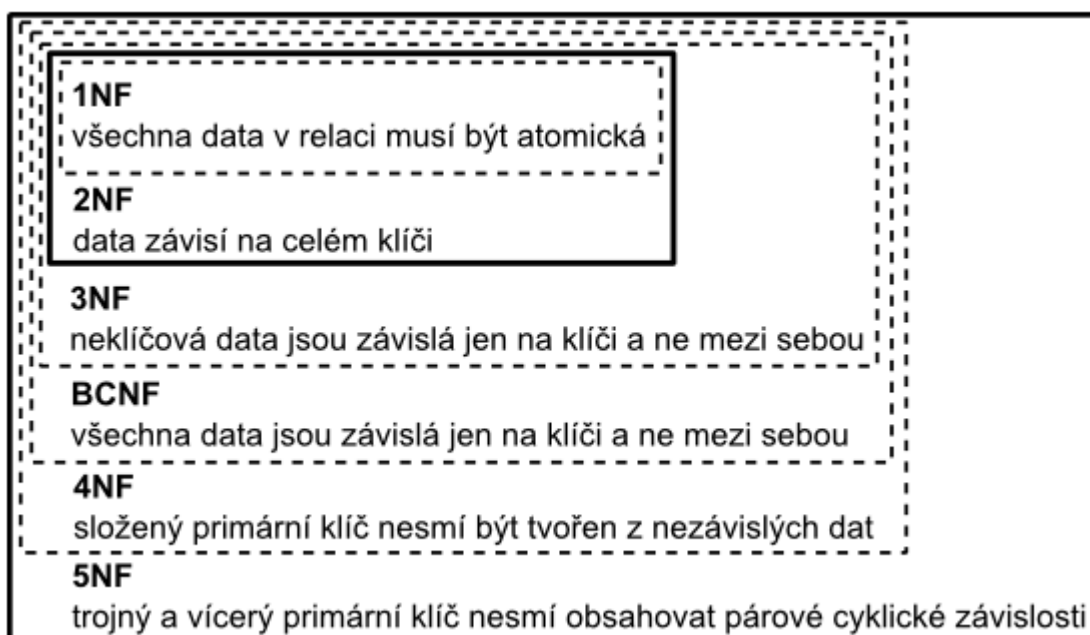 1NF
všechna data v relaci musí být atomická
2NF
data závisí na celém klíči
3NF
neklíčová data jsou závislá jen na klíči a ne mezi sebou
BCNF
všechna data jsou závislá jen na klíči a ne mezi sebou
4NF
složený primární klíč nesmí být tvořen z nezávislých dat
5NF
trojný a vícerý primární klíč nesmí obsahovat párové cyklické závislosti